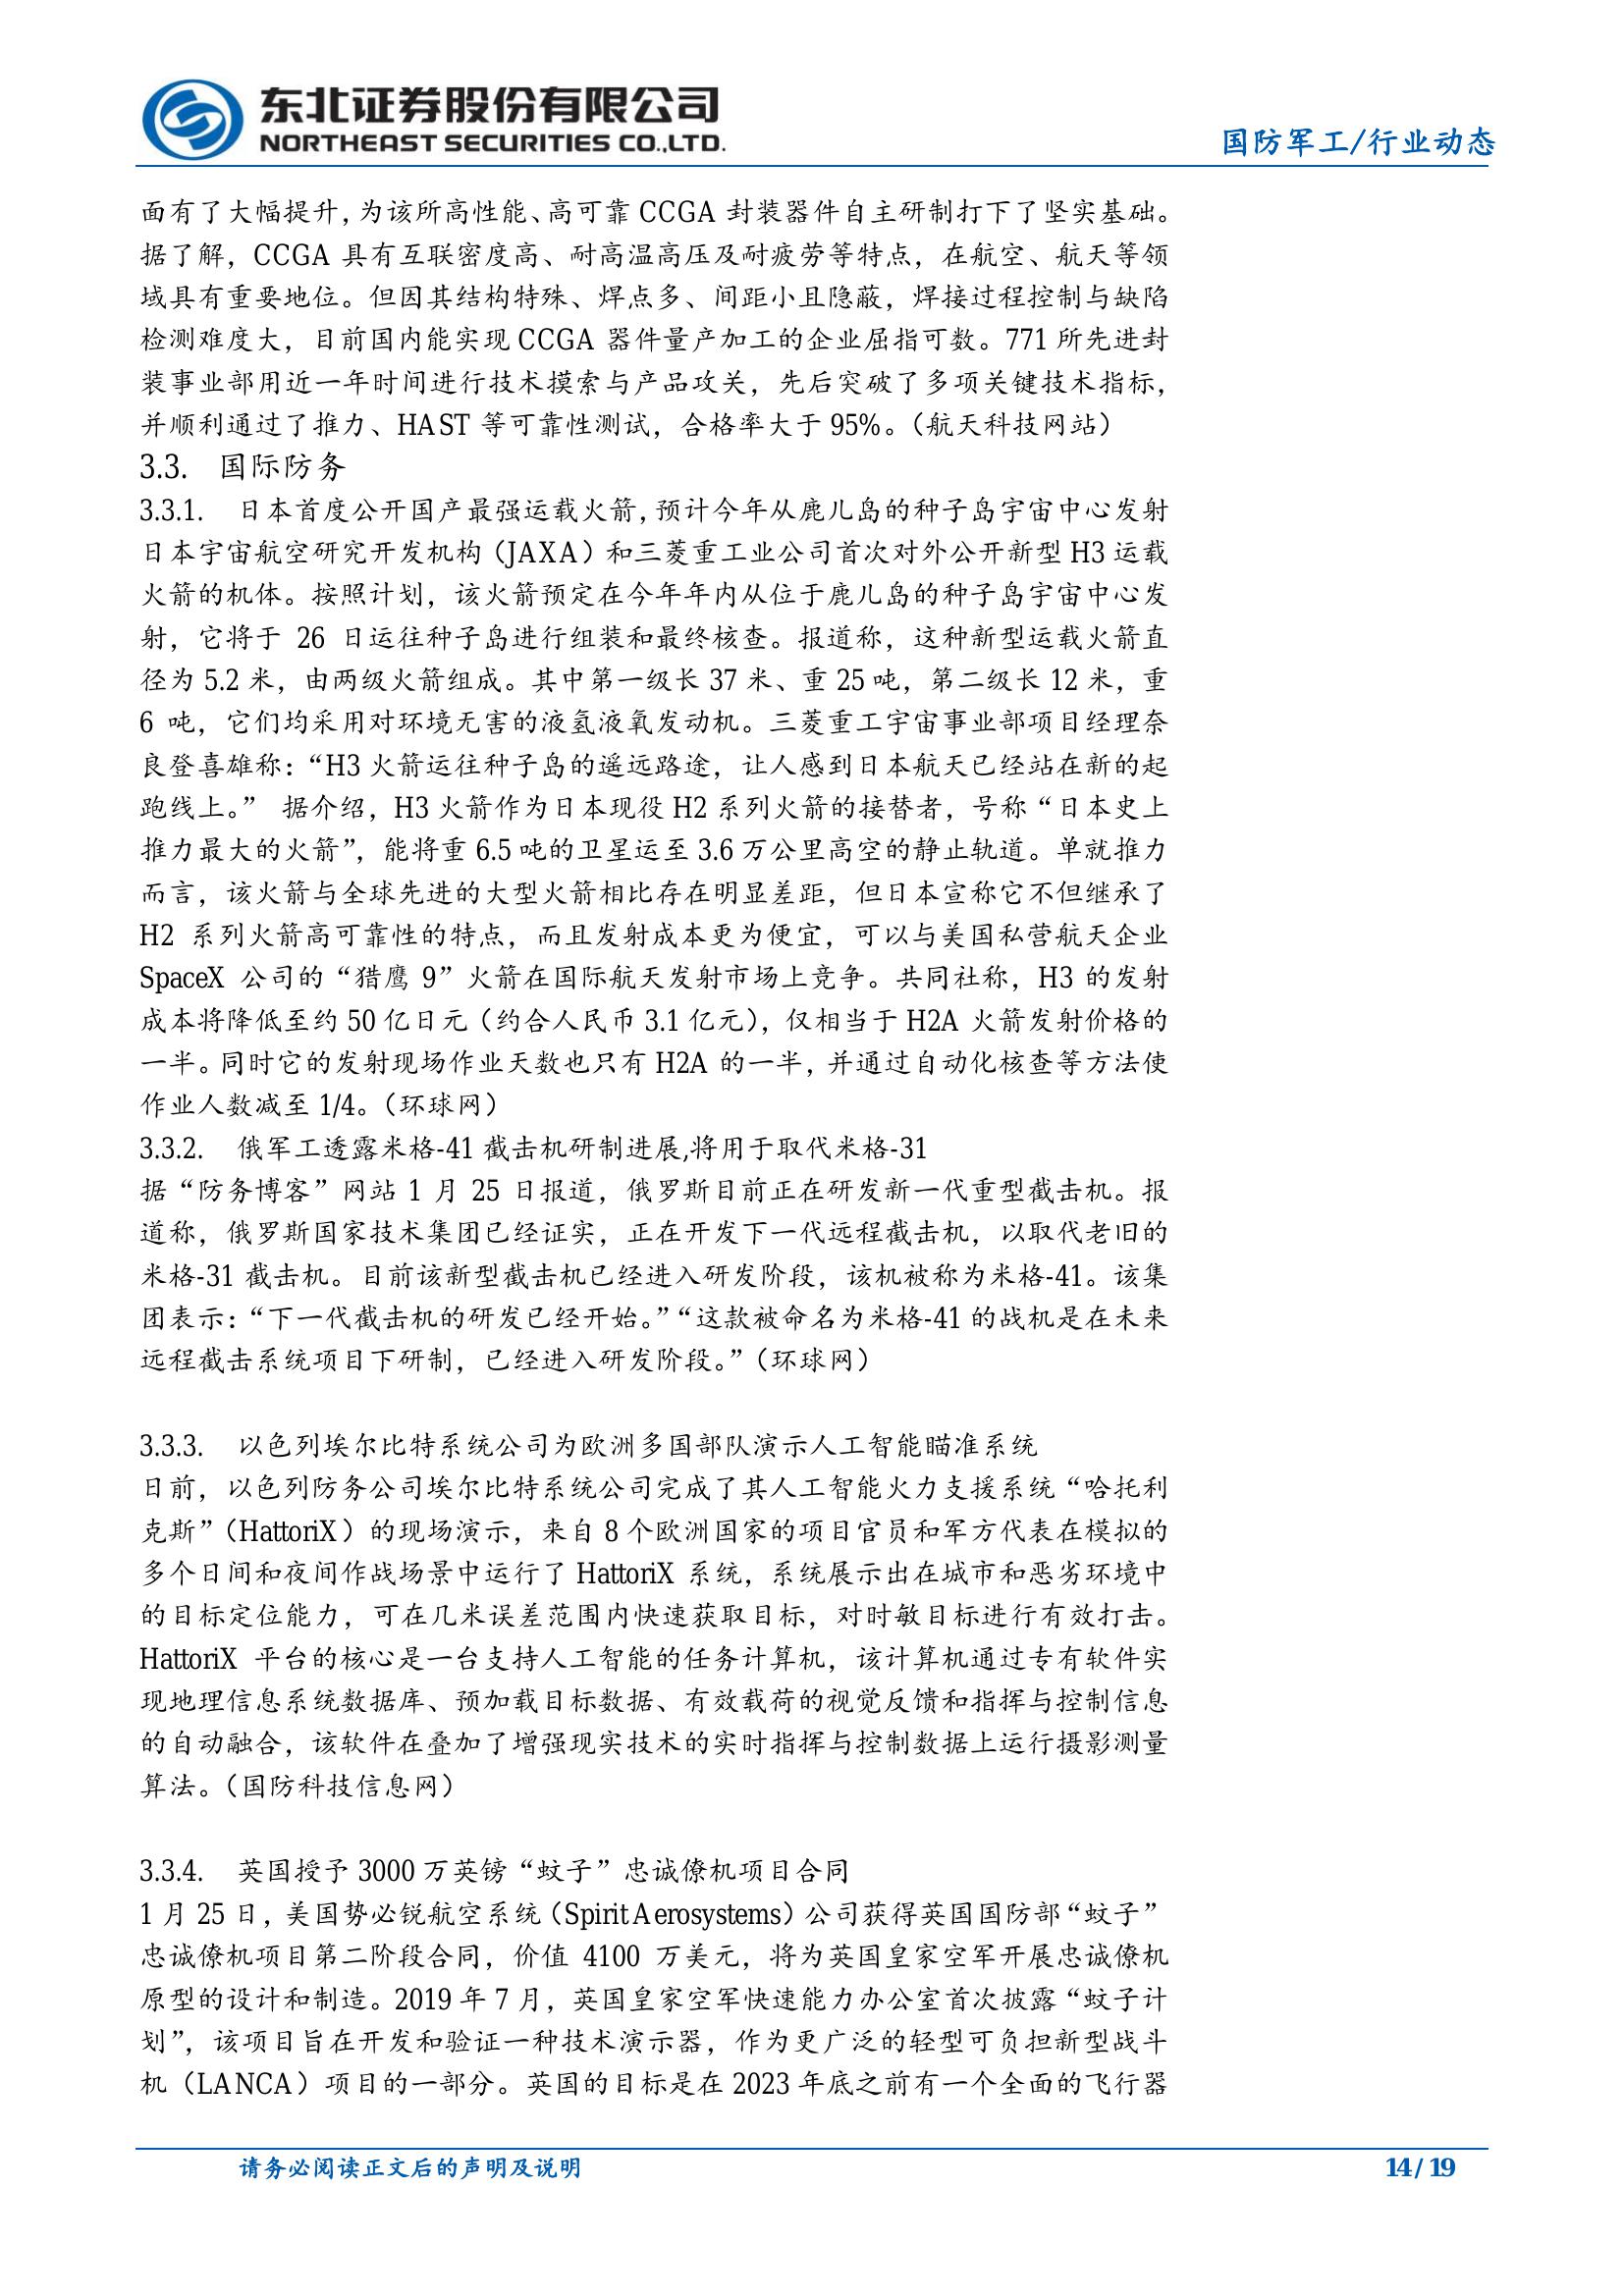 东北证券股份有限公司
NORTHEAST SECURITIES CO.,LTD.
国防军工/行业动态
面有了大幅提升,为该所高性能、高可靠 CCGA 封装器件自主研制打下了坚实基础。
据了解，CCGA 具有互联密度高、耐高温高压及耐疲劳等特点，在航空、航天等领
域具有重要地位。但因其结构特殊、焊点多、间距小且隐蔽，焊接过程控制与缺陷
检测难度大，目前国内能实现 CCGA 器件量产加工的企业屈指可数。771 所先进封
装事业部用近一年时间进行技术摸索与产品攻关，先后突破了多项关键技术指标，
并顺利通过了推力、HAST 等可靠性测试，合格率大于 95%。（航天科技网站）
3.3. 国际防务
3.3.1. 日本首度公开国产最强运载火箭,预计今年从鹿儿岛的种子岛宇宙中心发射
日本宇宙航空研究开发机构（JAXA）和三菱重工业公司首次对外公开新型 H3 运载
火箭的机体。按照计划，该火箭预定在今年年内从位于鹿儿岛的种子岛宇宙中心发
射，它将于 26 日运往种子岛进行组装和最终核查。报道称，这种新型运载火箭直
径为 5.2 米，由两级火箭组成。其中第一级长 37 米、重 25 吨，第二级长 12 米，重
6 吨，它们均采用对环境无害的液氢液氧发动机。三菱重工宇宙事业部项目经理奈
良登喜雄称：“H3 火箭运往种子岛的遥远路途，让人感到日本航天已经站在新的起
跑线上。” 据介绍，H3 火箭作为日本现役 H2 系列火箭的接替者，号称“日本史上
推力最大的火箭”，能将重 6.5 吨的卫星运至 3.6 万公里高空的静止轨道。单就推力
而言，该火箭与全球先进的大型火箭相比存在明显差距，但日本宣称它不但继承了
H2 系列火箭高可靠性的特点，而且发射成本更为便宜，可以与美国私营航天企业
SpaceX 公司的“猎鹰 9”火箭在国际航天发射市场上竞争。共同社称，H3 的发射
成本将降低至约 50 亿日元（约合人民币 3.1 亿元），仅相当于 H2A 火箭发射价格的
一半。同时它的发射现场作业天数也只有 H2A 的一半，并通过自动化核查等方法使
作业人数减至 1/4。（环球网）
3.3.2. 俄军工透露米格-41 截击机研制进展,将用于取代米格-31
据“防务博客”网站 1 月 25 日报道，俄罗斯目前正在研发新一代重型截击机。报
道称，俄罗斯国家技术集团已经证实，正在开发下一代远程截击机，以取代老旧的
米格-31 截击机。目前该新型截击机已经进入研发阶段，该机被称为米格-41。该集
团表示：“下一代截击机的研发已经开始。”“这款被命名为米格-41 的战机是在未来
远程截击系统项目下研制，已经进入研发阶段。”（环球网）
3.3.3. 以色列埃尔比特系统公司为欧洲多国部队演示人工智能瞄准系统
日前，以色列防务公司埃尔比特系统公司完成了其人工智能火力支援系统“哈托利
克斯”（HattoriX）的现场演示，来自 8 个欧洲国家的项目官员和军方代表在模拟的
多个日间和夜间作战场景中运行了 HattoriX 系统，系统展示出在城市和恶劣环境中
的目标定位能力，可在几米误差范围内快速获取目标，对时敏目标进行有效打击。
HattoriX 平台的核心是一台支持人工智能的任务计算机，该计算机通过专有软件实
现地理信息系统数据库、预加载目标数据、有效载荷的视觉反馈和指挥与控制信息
的自动融合，该软件在叠加了增强现实技术的实时指挥与控制数据上运行摄影测量
算法。（国防科技信息网）
3.3.4. 英国授予 3000 万英镑“蚊子”忠诚僚机项目合同
1 月 25 日，美国势必锐航空系统（Spirit Aerosystems）公司获得英国国防部“蚊子”
忠诚僚机项目第二阶段合同，价值 4100 万美元，将为英国皇家空军开展忠诚僚机
原型的设计和制造。2019 年 7 月，英国皇家空军快速能力办公室首次披露“蚊子计
划”，该项目旨在开发和验证一种技术演示器，作为更广泛的轻型可负担新型战斗
机（LANCA）项目的一部分。英国的目标是在 2023 年底之前有一个全面的飞行器
请务必阅读正文后的声明及说明
14 / 19